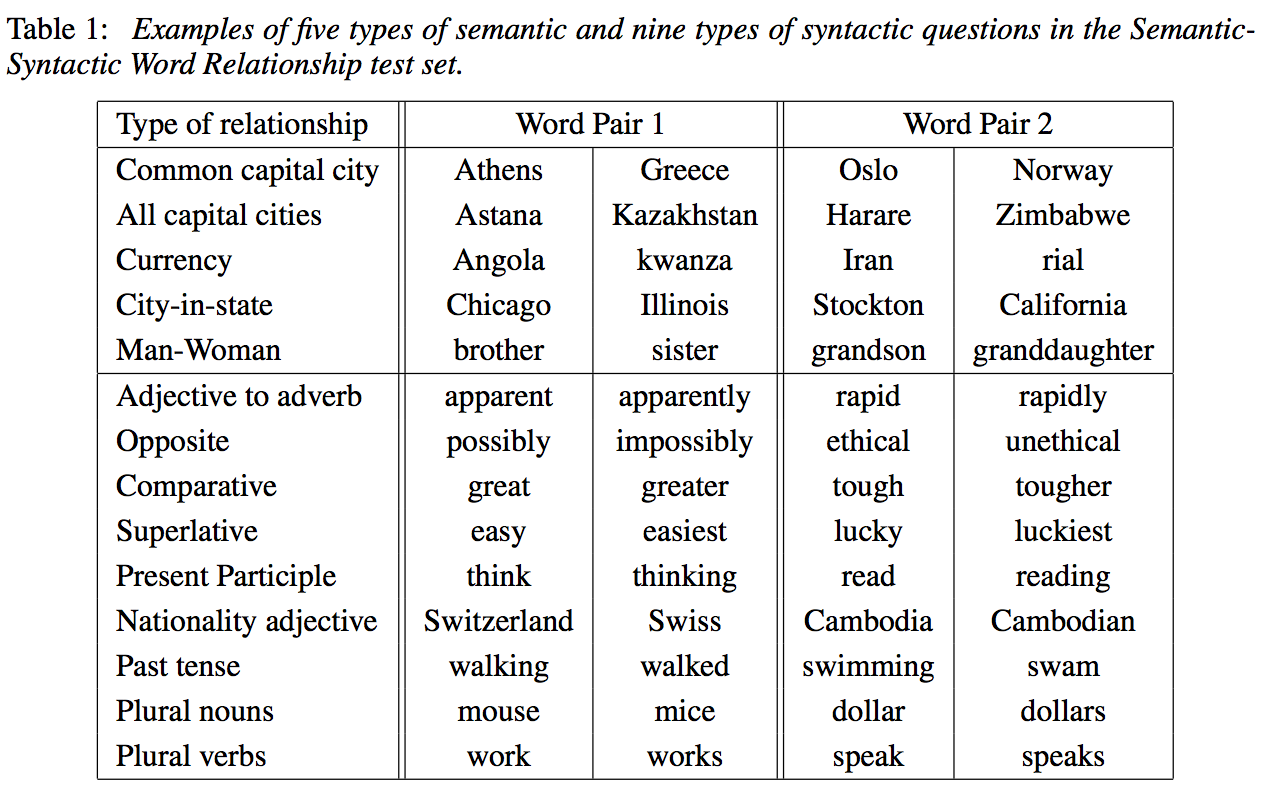 Table 1: Examples of five types of semantic and nine types of syntactic questions in the Semantic-
Syntactic Word Relationship test set.
Type of relationship Word Pair 1 Word Pair 2
Common capital city Athens Greece Oslo Norway
All capital cities Astana Kazakhstan Harare Zimbabwe
Currency Angola kwanza Iran rial
City-in-state Chicago Illinois Stockton California
Man-Woman brother sister grandson granddaughter
Adjective to adverb apparent apparently rapid rapidly
Opposite possibly impossibly ethical unethical
Comparative great greater tough tougher
Superlative easy easiest lucky luckiest
Present Participle think thinking read reading
Nationality adjective Switzerland Swiss Cambodia Cambodian
Past tense walking walked swimming swam
Plural nouns mouse mice dollar dollars
Plural verbs work works speak speaks